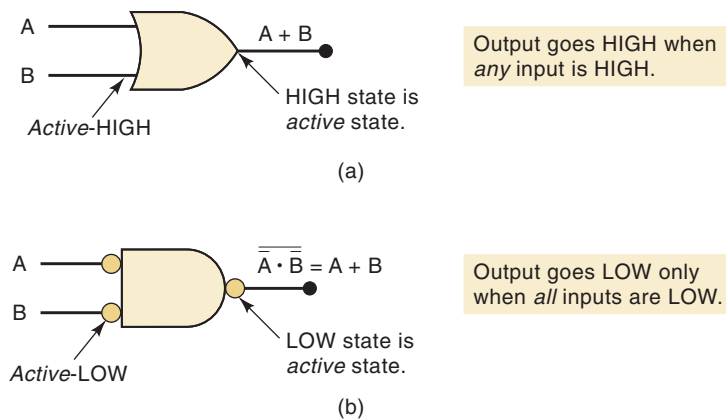 A
A + B
B
Active-HIGH
HIGH state is
active state.
Output goes HIGH when
any input is HIGH.
(a)
A
A̅ • B̅ = A + B
B
Active-LOW
LOW state is
active state.
Output goes LOW only
when all inputs are LOW.
(b)